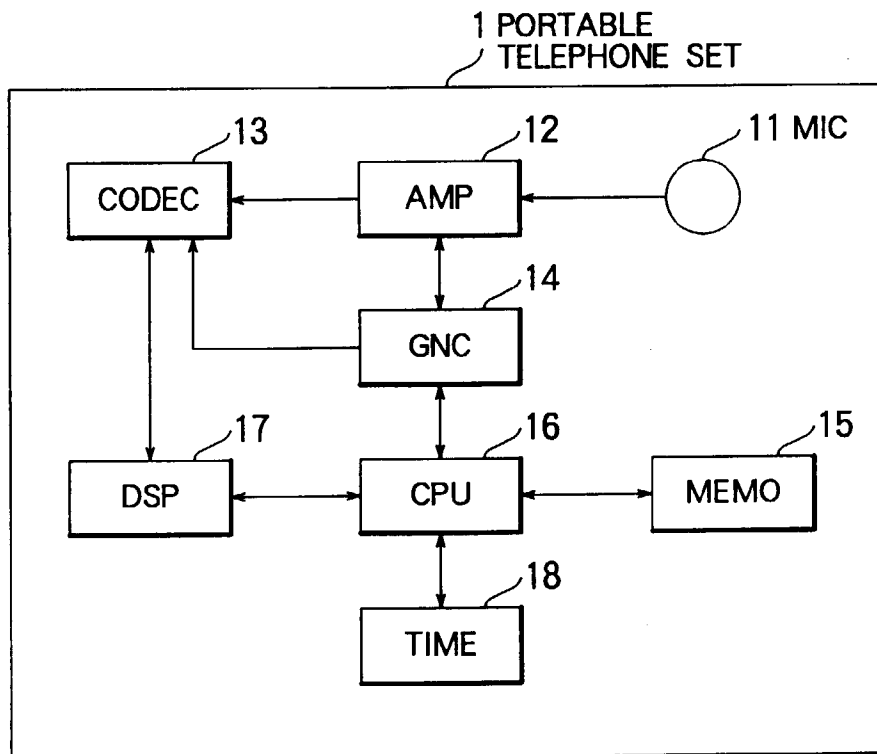 1 PORTABLE
TELEPHONE SET
13
12
11 MIC
CODEC
AMP
14
GNC
17
16
15
DSP
CPU
MEMO
18
TIME